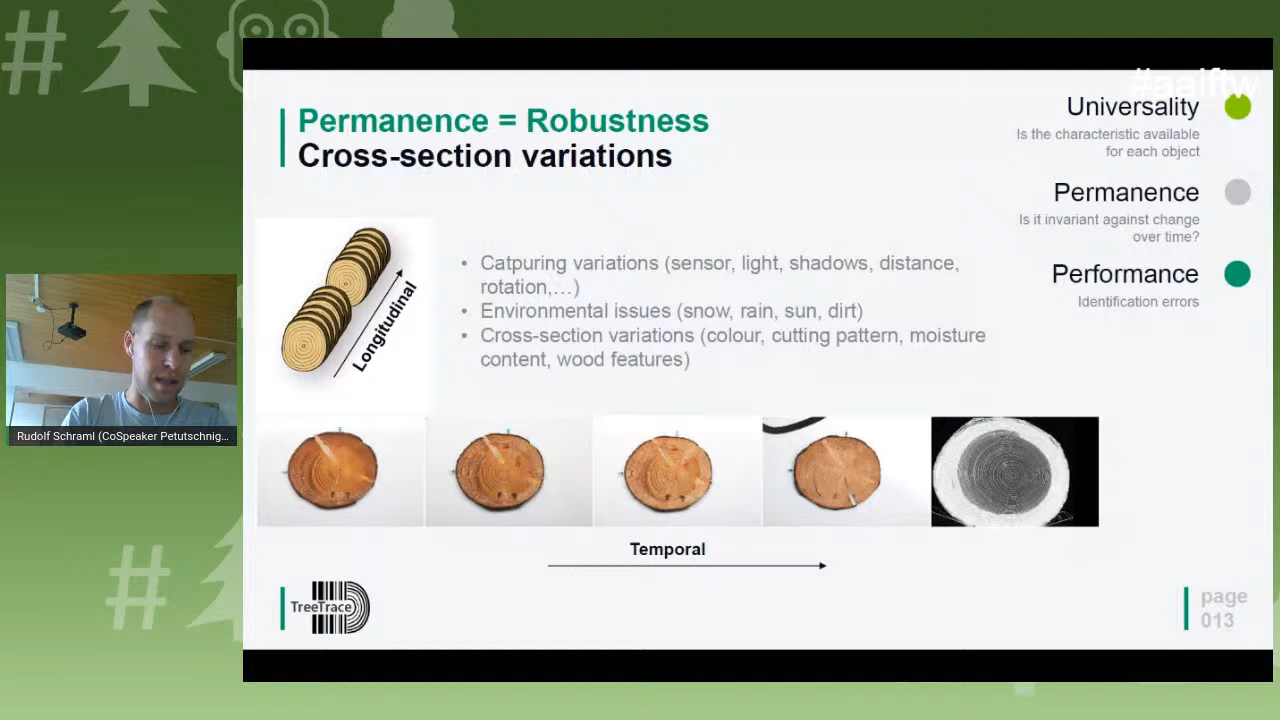 #
#
#aaiftw
Permanence = Robustness
Cross-section variations
Universality
Is the characteristic available
for each object
Permanence
Is it invariant against change
over time?
Performance
Identification errors
Longitudinal
• Catpuring variations (sensor, light, shadows, distance,
rotation,…)
• Environmental issues (snow, rain, sun, dirt)
• Cross-section variations (colour, cutting pattern, moisture
content, wood features)
Rudolf Schraml (CoSpeaker Petutschnig...
Temporal
TreeTrace
page
013